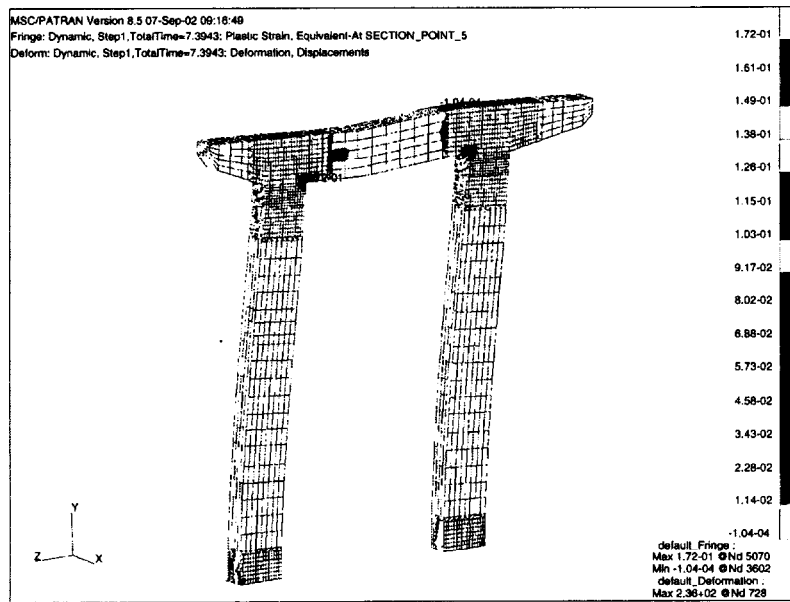 MSC/PATRAN Version 8.5 07-Sep-02 09:16:49
Fringe: Dynamic, Step1,TotalTime=7.3943: Plastic Strain, Equivalent-At SECTION_POINT_5
Deform: Dynamic, Step1,TotalTime=7.3943: Deformation, Displacements
1.72-01
1.61-01
1.49-01
1.38-01
1.26-01
1.15-01
1.03-01
9.17-02
8.02-02
6.88-02
5.73-02
4.58-02
3.43-02
2.28-02
1.14-02
-1.04-04
-1.04-04
Y
Z
X
default_Fringe :
Max 1.72-01 @Nd 5070
Min -1.04-04 @Nd 3602
default_Deformation :
Max 2.36+02 @Nd 728